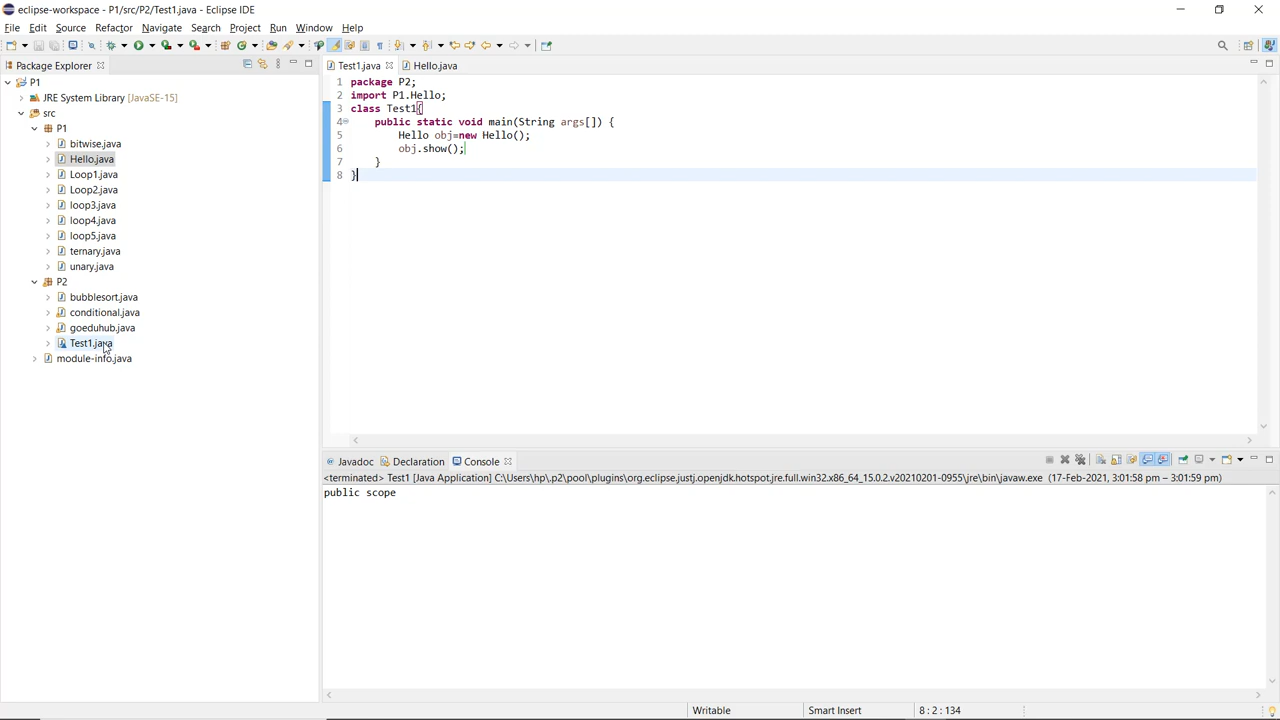 eclipse-workspace - P1/src/P2/Test1.java - Eclipse IDE
File Edit Source Refactor Navigate Search Project Run Window Help
Package Explorer
P1
JRE System Library [JavaSE-15]
src
P1
bitwise.java
Hello.java
Loop1.java
Loop2.java
loop3.java
loop4.java
loop5.java
ternary.java
unary.java
P2
bubblesort.java
conditional.java
goeduhub.java
Test1.java
module-info.java
Test1.java Hello.java
1 package P2;
2 import P1.Hello;
3 class Test1{
4 public static void main(String args[]) {
5 Hello obj=new Hello();
6 obj.show();
7 }
8 }
Javadoc Declaration Console
<terminated> Test1 [Java Application] C:\Users\hp\.p2\pool\plugins\org.eclipse.justj.openjdk.hotspot.jre.full.win32.x86_64_15.0.2.v20210201-0955\jre\bin\javaw.exe (17-Feb-2021, 3:01:58 pm – 3:01:59 pm)
public scope
Writable Smart Insert 8 : 2 : 134